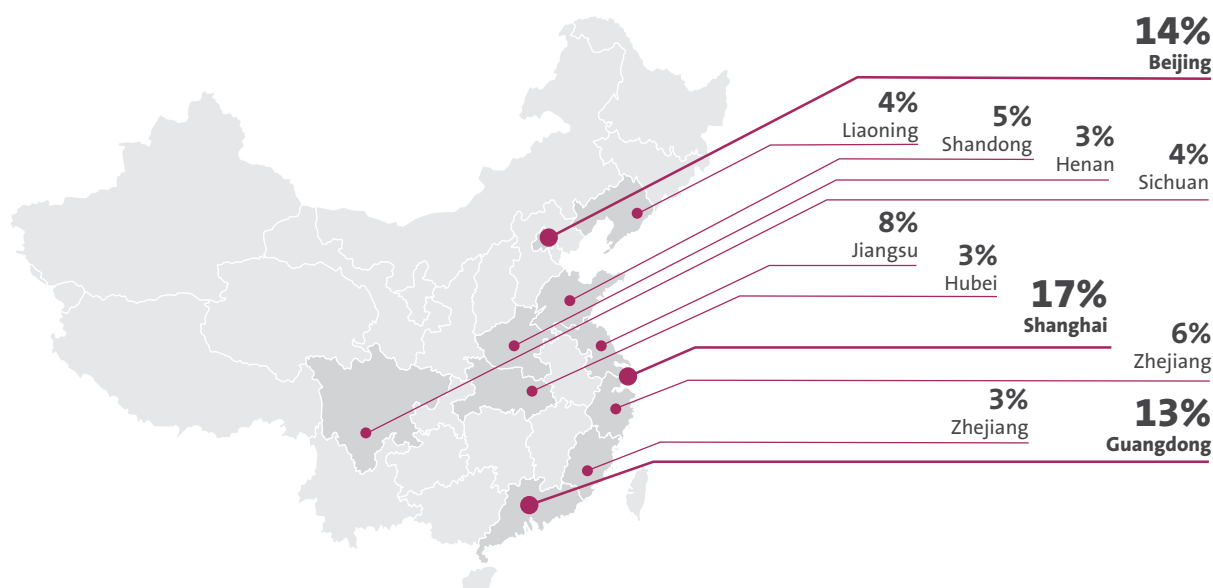 14%
Beijing
4%
Liaoning
5%
Shandong
3%
Henan
4%
Sichuan
8%
Jiangsu
3%
Hubei
17%
Shanghai
6%
Zhejiang
3%
Zhejiang
13%
Guangdong